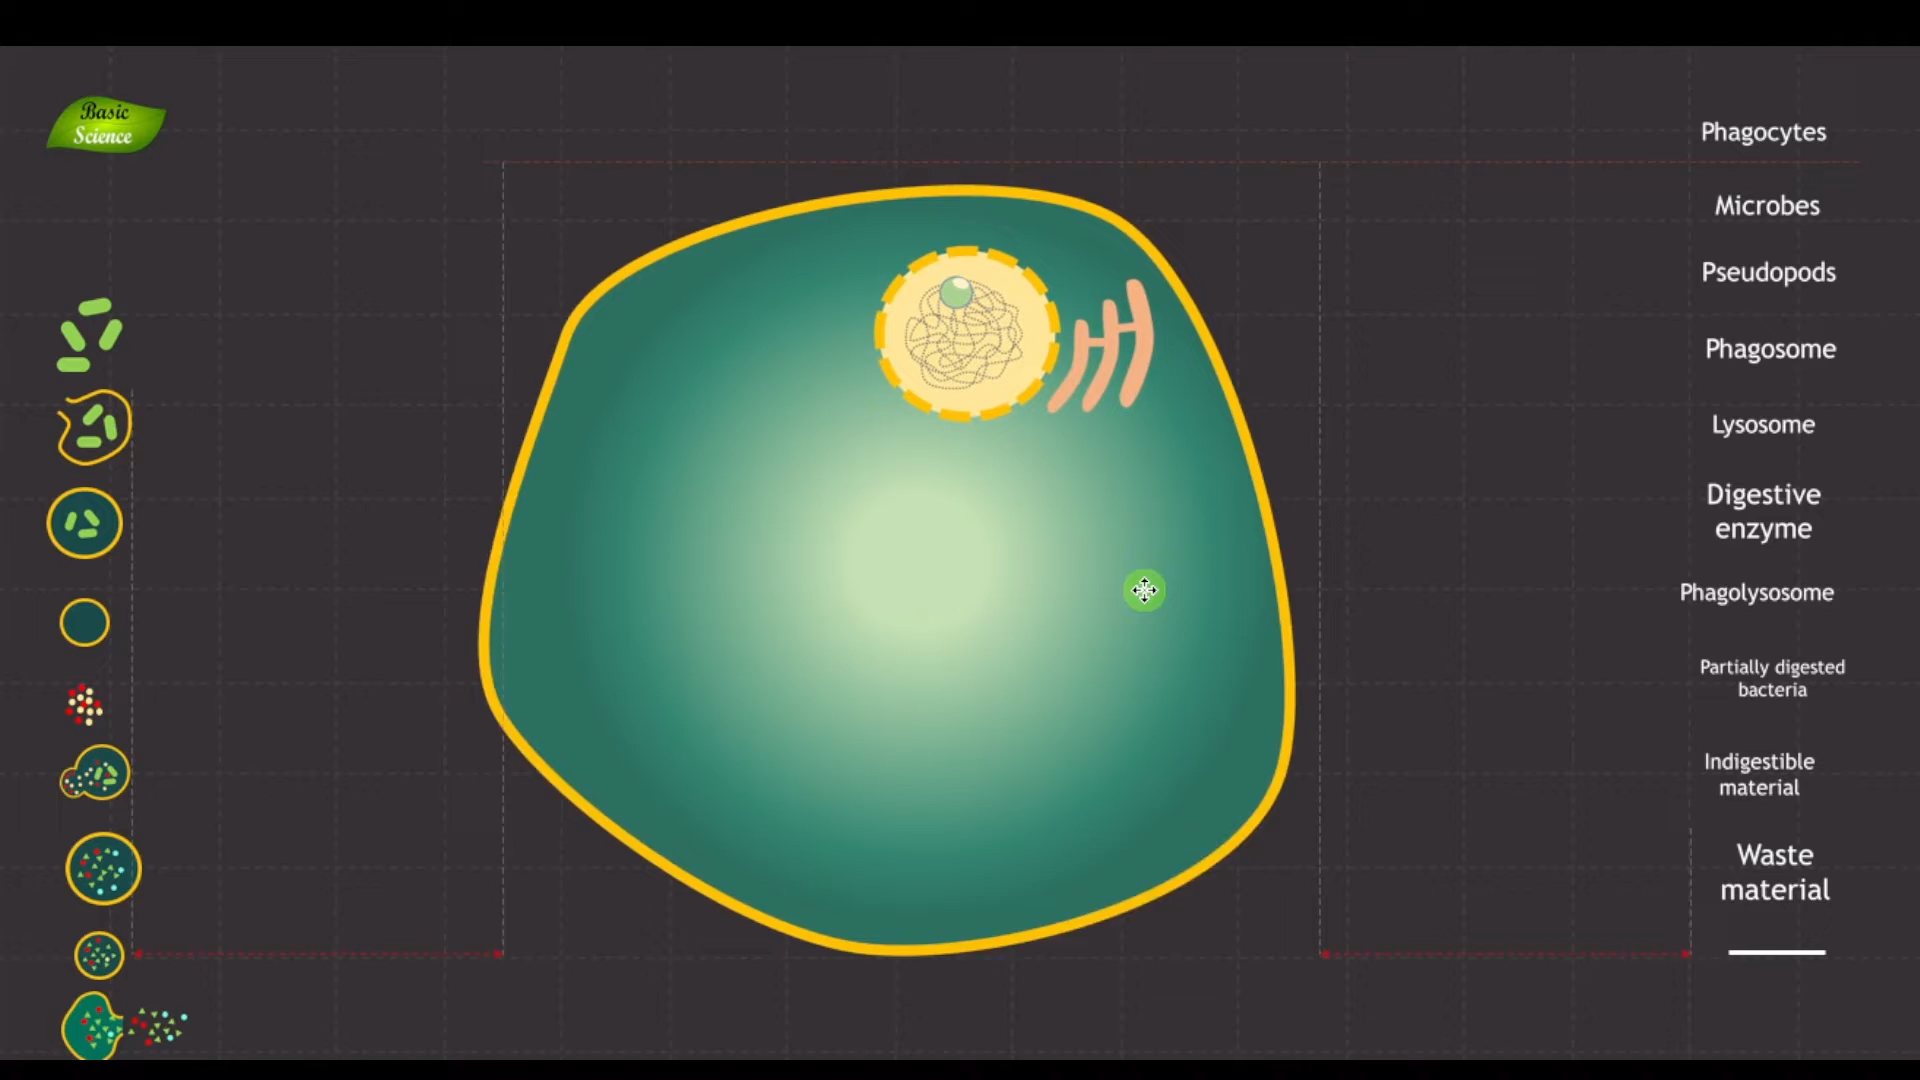 Basic
Science
Phagocytes
Microbes
Pseudopods
Phagosome
Lysosome
Digestive
enzyme
Phagolysosome
Partially digested
bacteria
Indigestible
material
Waste
material